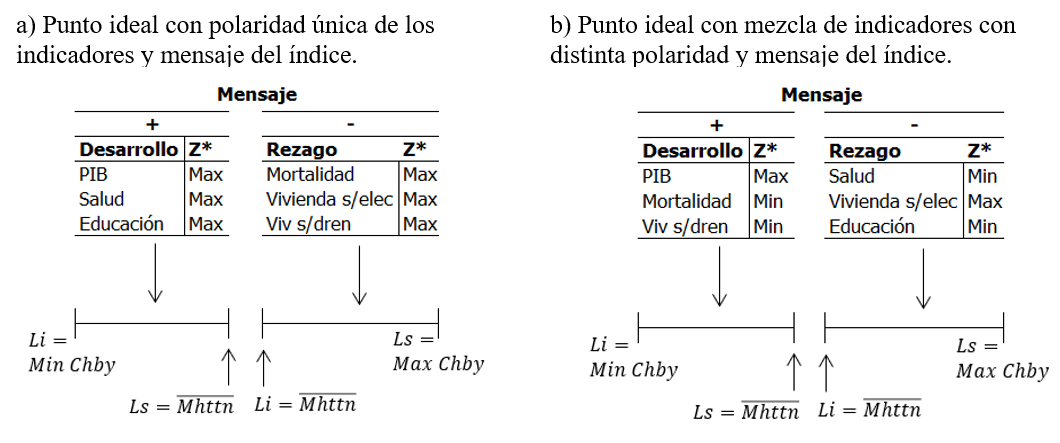 a) Punto ideal con polaridad única de los
indicadores y mensaje del índice.
Mensaje
+ -
Desarrollo Z* Rezago Z*
PIB Max Mortalidad Max
Salud Max Vivienda s/elec Max
Educación Max Viv s/dren Max
Li =
Min Chby
Ls =
Max Chby
Ls = Mhttn Li = Mhttn
b) Punto ideal con mezcla de indicadores con
distinta polaridad y mensaje del índice.
Mensaje
+ -
Desarrollo Z* Rezago Z*
PIB Max Salud Min
Mortalidad Min Vivienda s/elec Max
Viv s/dren Min Educación Min
Li =
Min Chby
Ls =
Max Chby
Ls = Mhttn Li = Mhttn